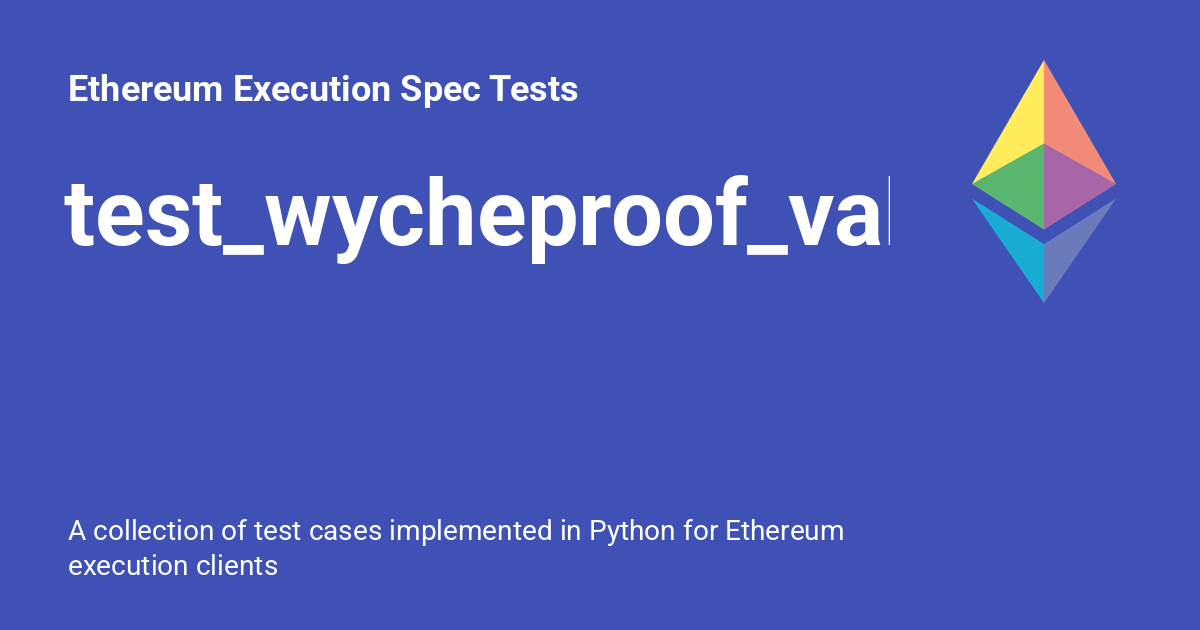 Ethereum Execution Spec Tests
test_wycheproof_va
A collection of test cases implemented in Python for Ethereum
execution clients